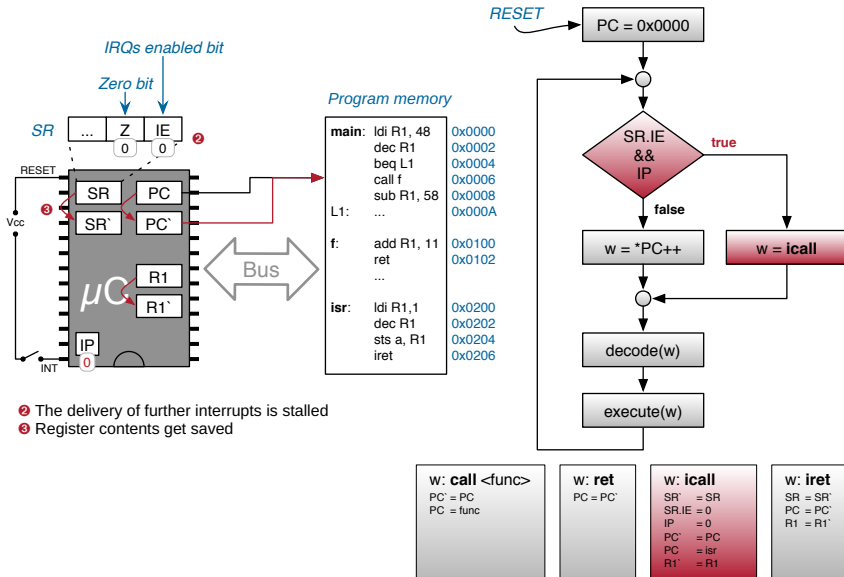 IRQs enabled bit
Zero bit
SR
... Z IE
0 0
❷
RESET
Vcc
❸
SR PC
SR` PC`
R1
µC R1`
IP
0
INT
Bus
Program memory
main: ldi R1, 48 0x0000
dec R1 0x0002
beq L1 0x0004
call f 0x0006
sub R1, 58 0x0008
L1: ... 0x000A
f: add R1, 11 0x0100
ret 0x0102
...
isr: ldi R1,1 0x0200
dec R1 0x0202
sts a, R1 0x0204
iret 0x0206
❷ The delivery of further interrupts is stalled
❸ Register contents get saved
RESET
PC = 0x0000
SR.IE
&&
IP
true
false
w = *PC++
w = icall
decode(w)
execute(w)
w: call <func>
PC` = PC
PC = func
w: ret
PC = PC`
w: icall
SR` = SR
SR.IE = 0
IP = 0
PC` = PC
PC = isr
R1` = R1
w: iret
SR = SR`
PC = PC`
R1 = R1`